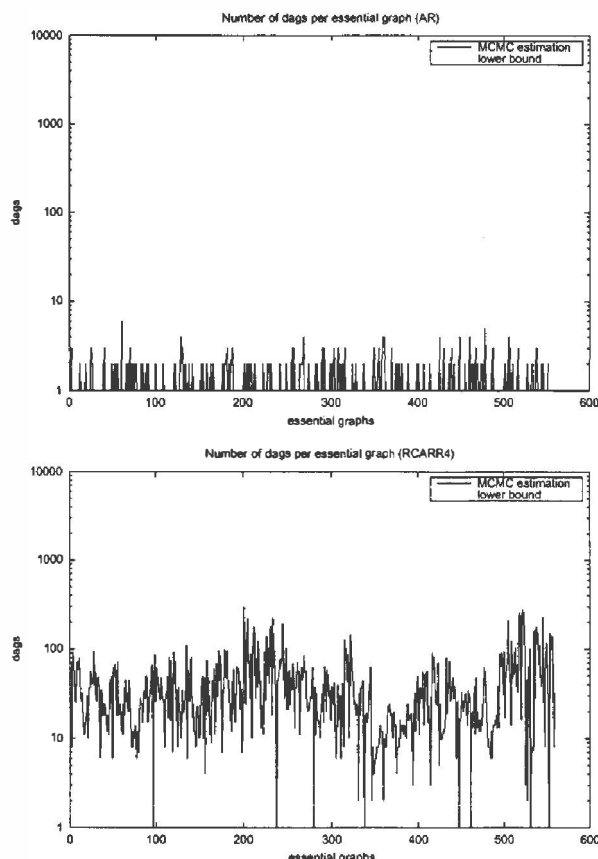 Number of dags per essential graph (AR)
10000
MCMC estimation
lower bound
1000
100
dags
10
1
0 100 200 300 400 500 600
essential graphs
Number of dags per essential graph (RCARR4)
10000
MCMC estimation
lower bound
1000
100
dags
10
1
0 100 200 300 400 500 600
essential graphs